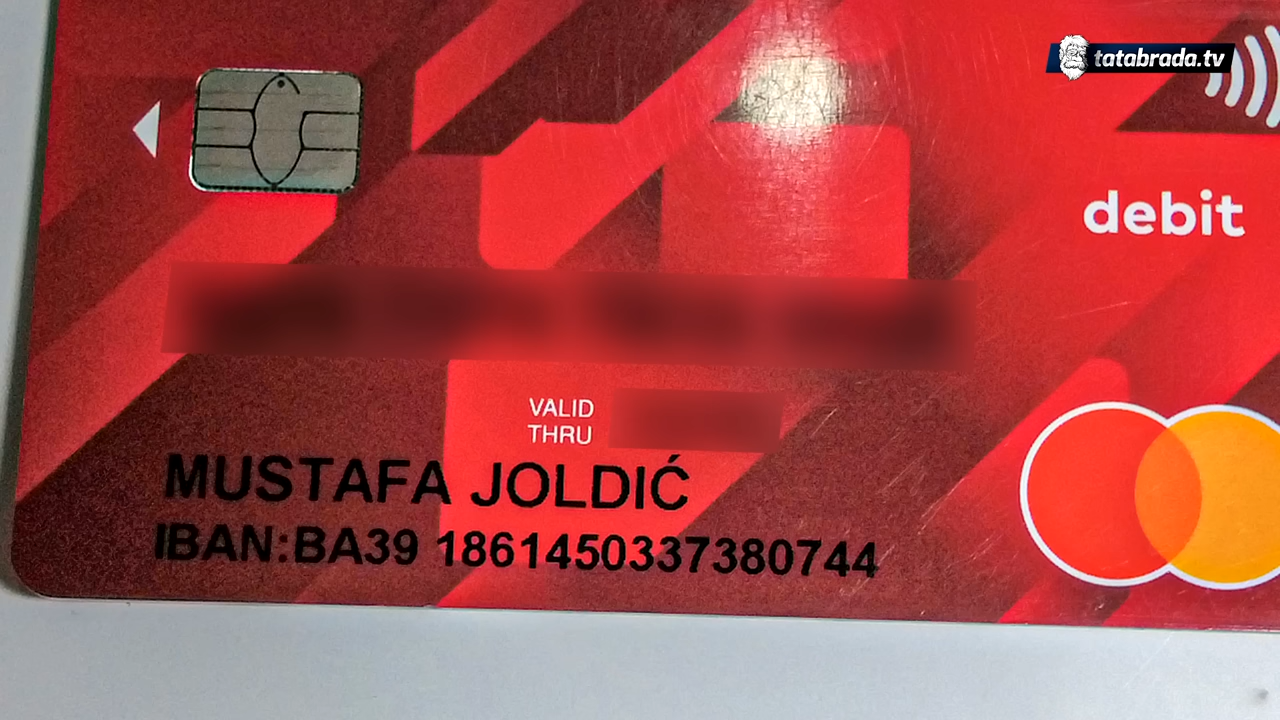 tatabrada.tv
debit
VALID
THRU
MUSTAFA JOLDIĆ
IBAN:BA39 1861450337380744